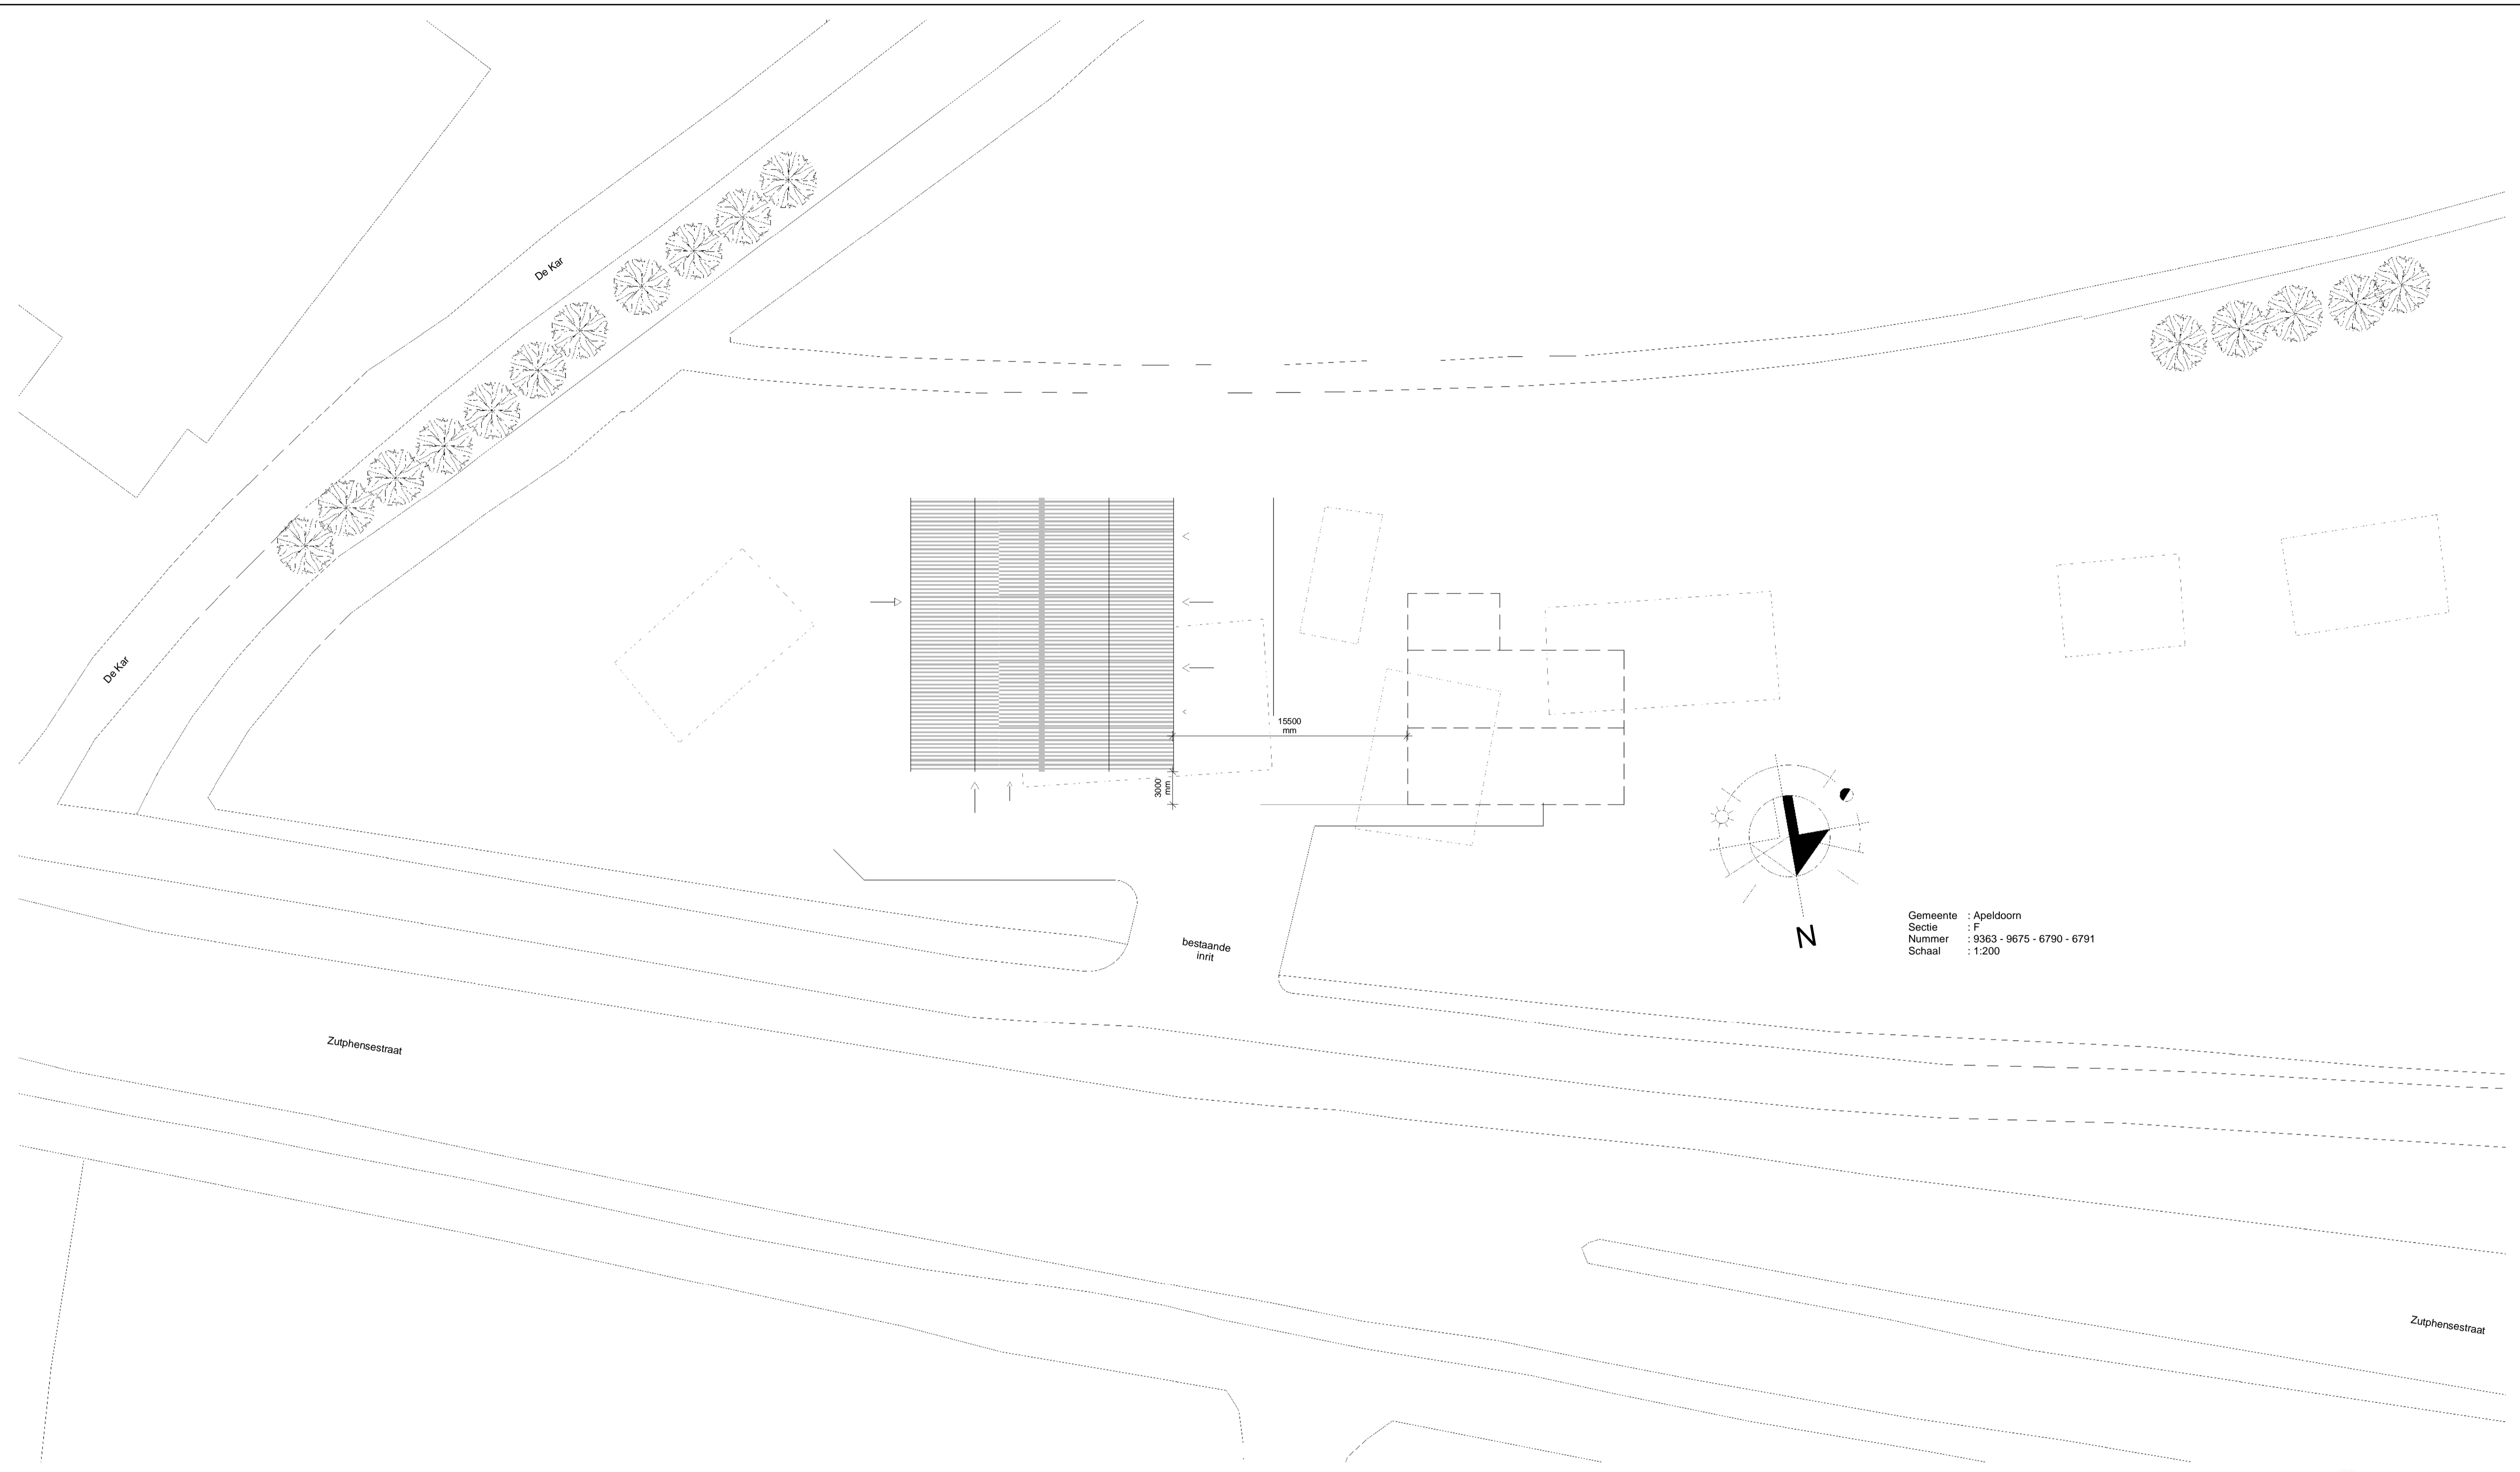 De Kar
De Kar
15500
mm
3000
mm
N
Gemeente : Apeldoorn
Sectie : F
Nummer : 9363 - 9675 - 6790 - 6791
Schaal : 1:200
bestaande
inrit
Zutphensestraat
Zutphensestraat